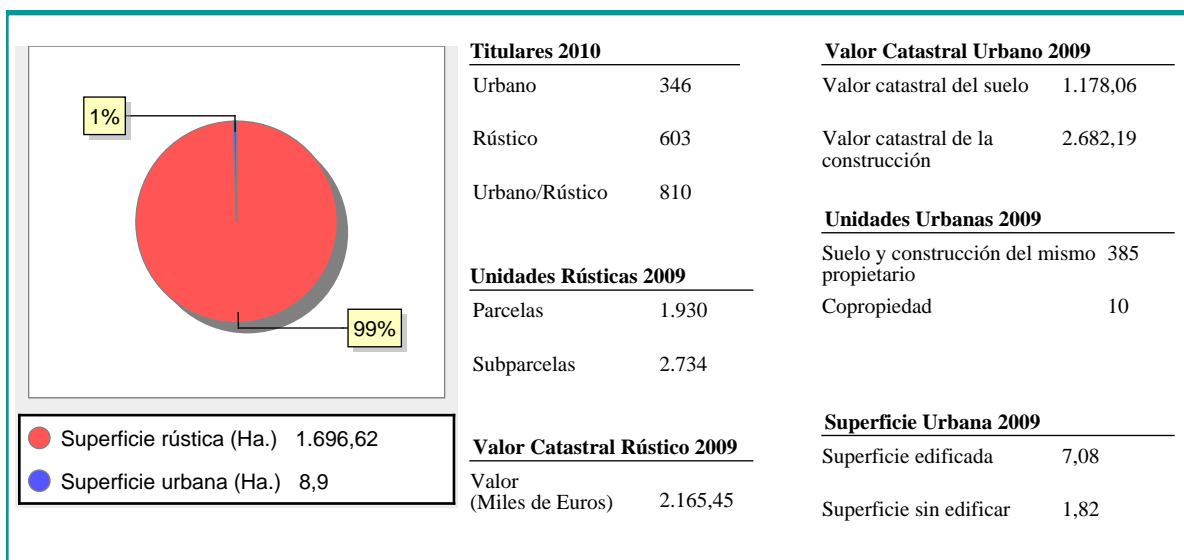 1%
99%
Superficie rústica (Ha.) 1.696,62
Superficie urbana (Ha.) 8,9
Titulares 2010
Urbano 346
Rústico 603
Urbano/Rústico 810
Unidades Rústicas 2009
Parcelas 1.930
Subparcelas 2.734
Valor Catastral Rústico 2009
Valor
(Miles de Euros) 2.165,45
Valor Catastral Urbano 2009
Valor catastral del suelo 1.178,06
Valor catastral de la 2.682,19
construcción
Unidades Urbanas 2009
Suelo y construcción del mismo 385
propietario
Copropiedad 10
Superficie Urbana 2009
Superficie edificada 7,08
Superficie sin edificar 1,82